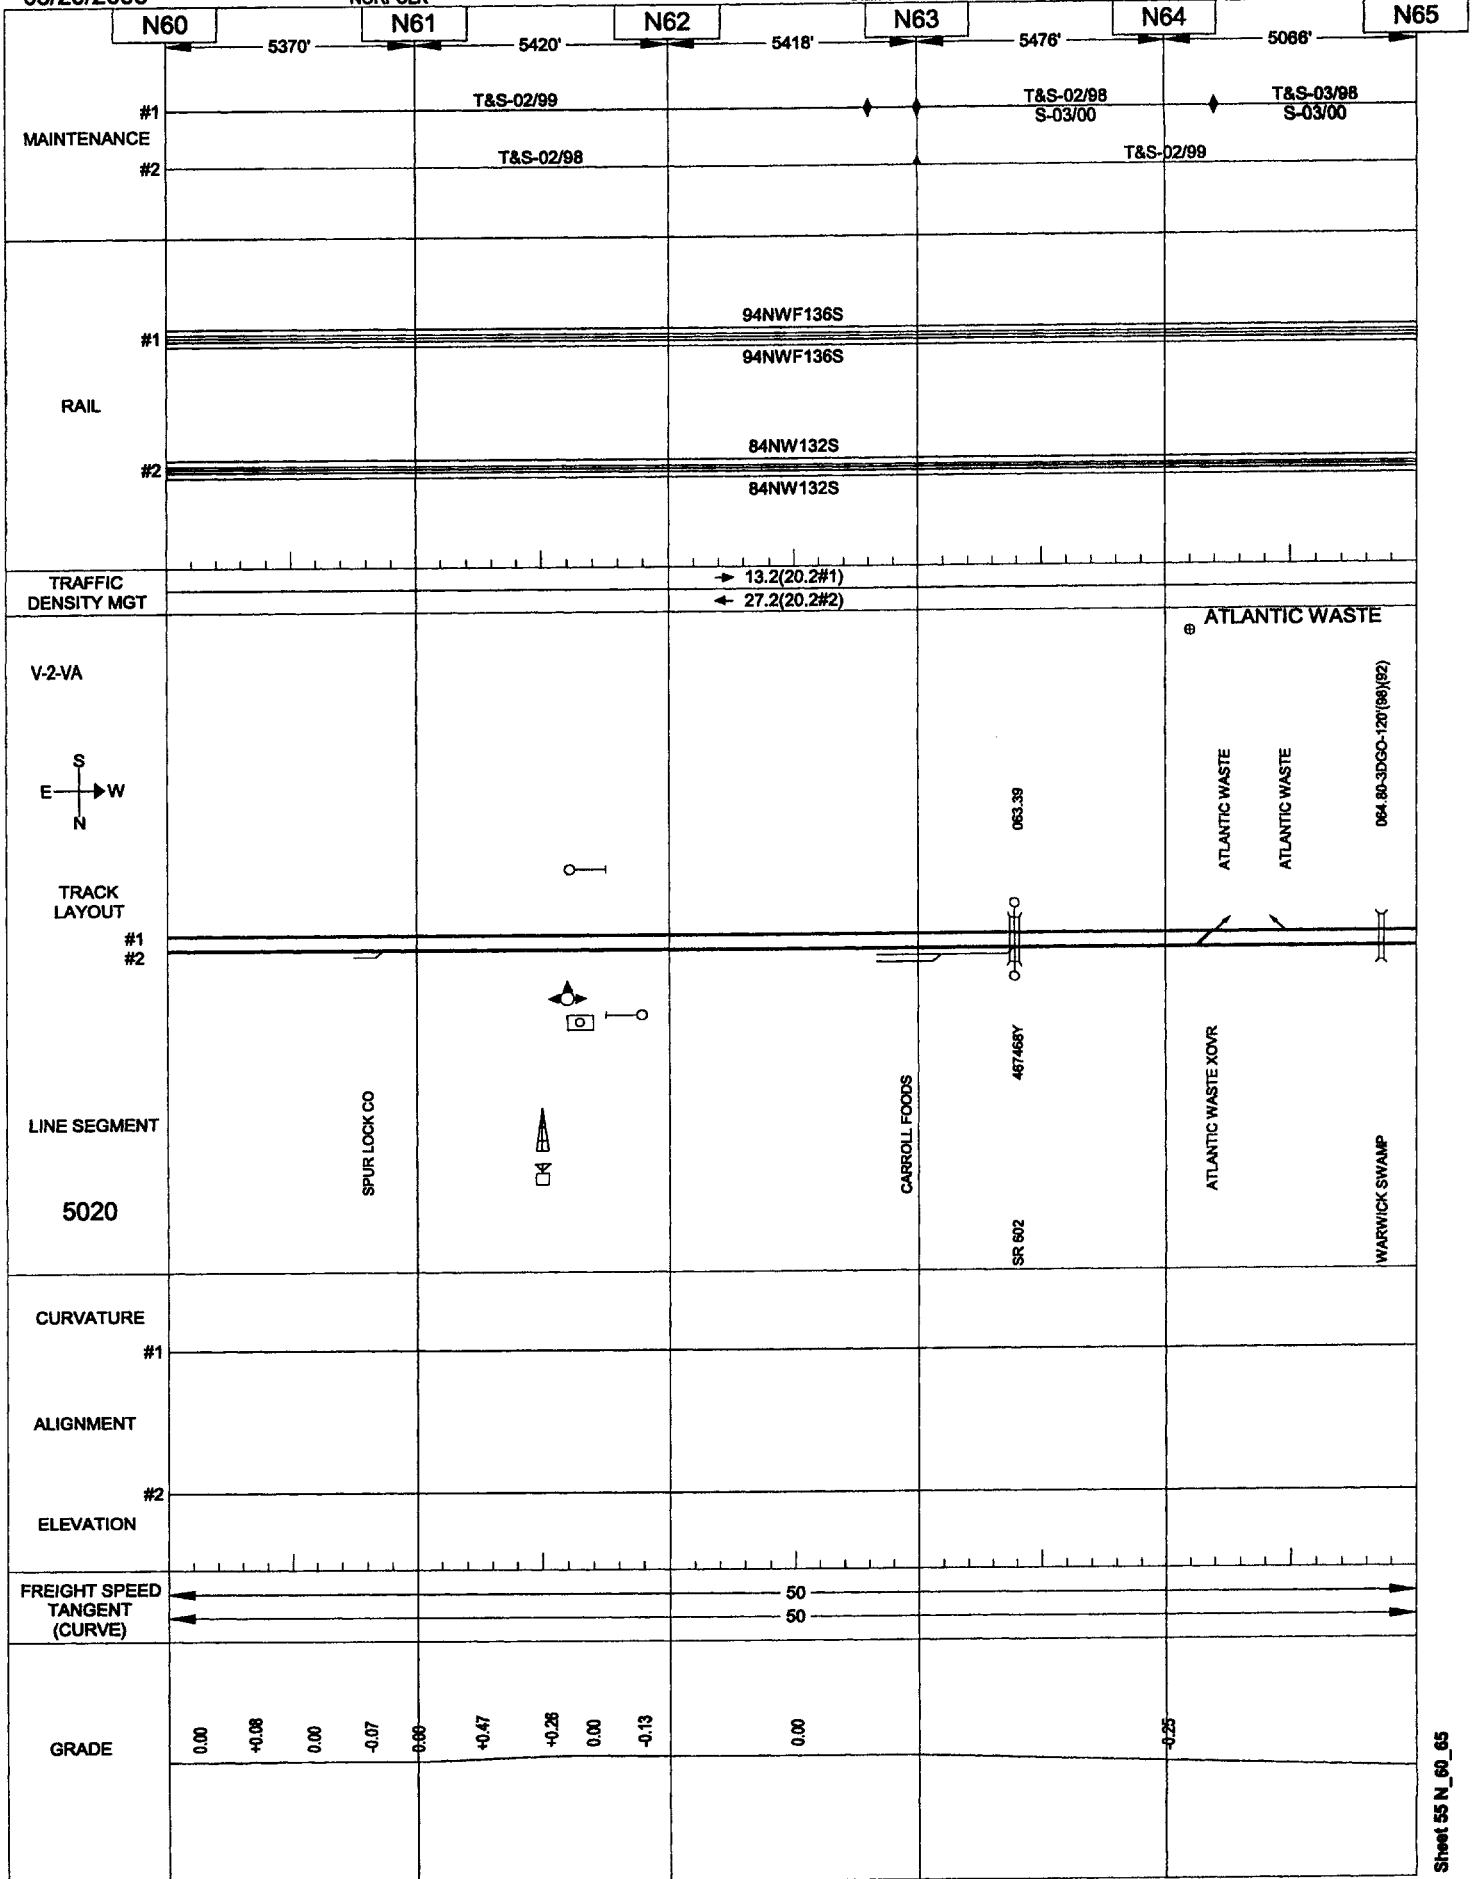 N60 N61 N62 N63 N64 N65
5370' 5420' 5418' 5476' 5066'
MAINTENANCE
#1 T&S-02/99 T&S-02/98 T&S-03/98
S-03/00 S-03/00
#2 T&S-02/98 T&S-02/99
RAIL
94NWF136S
#1
94NWF136S
84NW132S
#2
84NW132S
TRAFFIC
DENSITY MGT
13.2(20.2#1)
27.2(20.2#2)
ATLANTIC WASTE
V-2-VA
S
E W
N
063.39
ATLANTIC WASTE
ATLANTIC WASTE
064.80-3DGO-120'(98)(92)
TRACK
LAYOUT
#1
#2
LINE SEGMENT
5020
SPUR LOCK CO
CARROLL FOODS
467468Y
SR 602
ATLANTIC WASTE XOVR
WARWICK SWAMP
CURVATURE
#1
ALIGNMENT
#2
ELEVATION
FREIGHT SPEED
TANGENT
(CURVE)
50
50
GRADE
0.00 +0.08 0.00 -0.07 0.00 +0.47 +0.26 0.00 -0.13 0.00 -0.25
Sheet 55 N_60_65